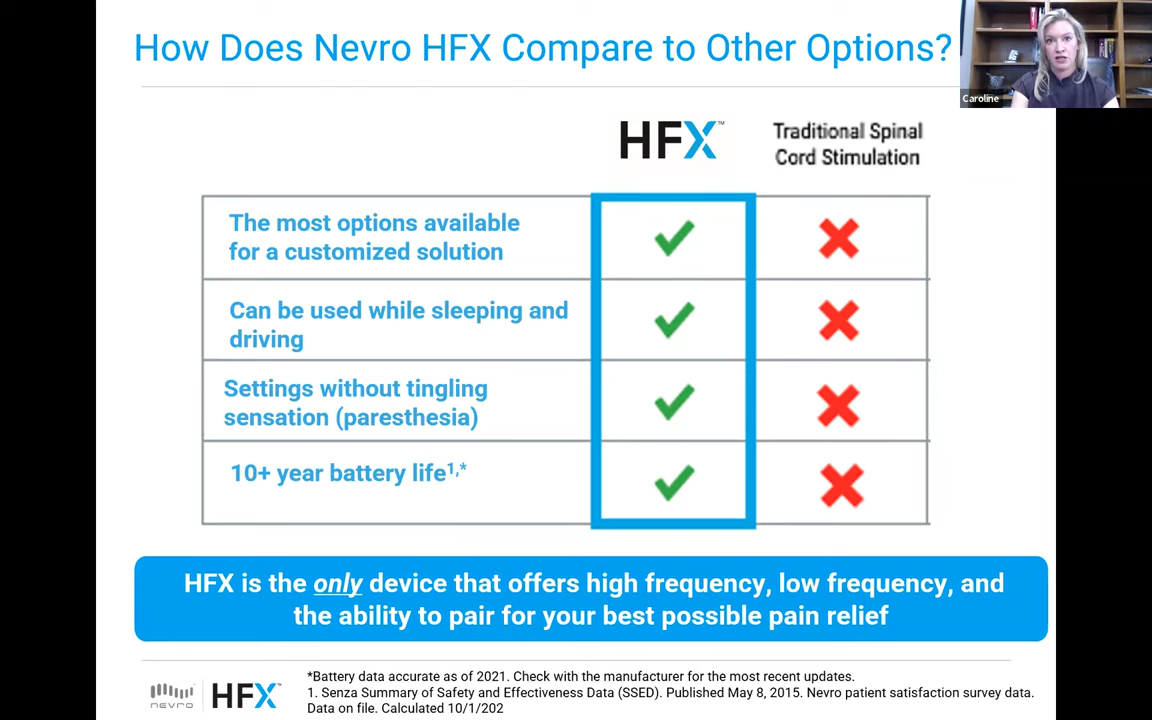 How Does Nevro HFX Compare to Other Options?
Caroline
HFX™
Traditional Spinal
Cord Stimulation
The most options available
for a customized solution
Can be used while sleeping and
driving
Settings without tingling
sensation (paresthesia)
10+ year battery life¹,*
HFX is the only device that offers high frequency, low frequency, and
the ability to pair for your best possible pain relief
*Battery data accurate as of 2021. Check with the manufacturer for the most recent updates.
1. Senza Summary of Safety and Effectiveness Data (SSED). Published May 8, 2015. Nevro patient satisfaction survey data.
Data on file. Calculated 10/1/202
nevro
HFX™